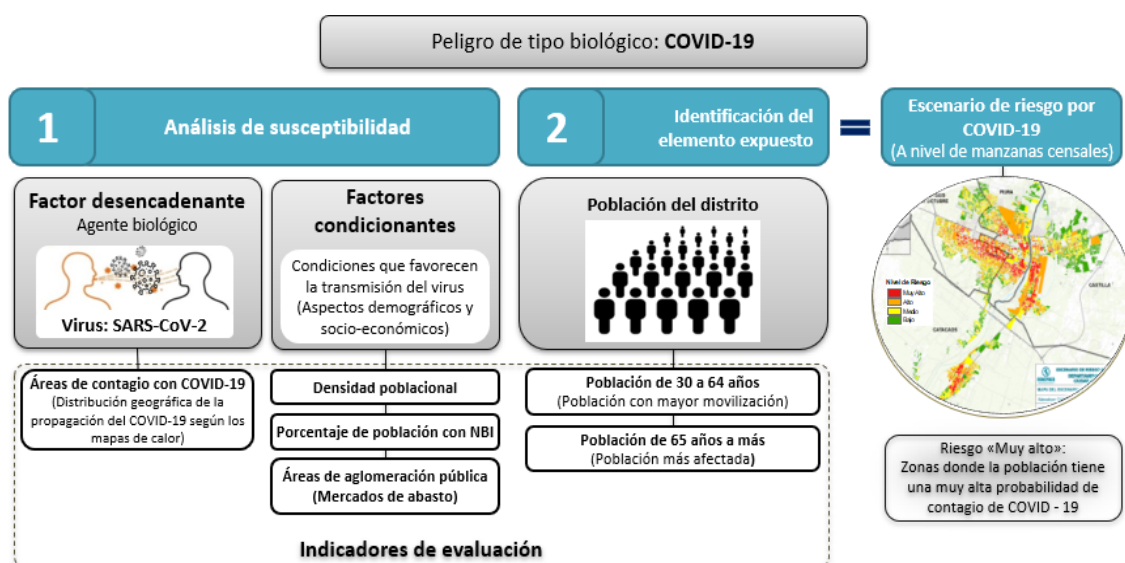 Peligro de tipo biológico: COVID-19
1
Análisis de susceptibilidad
2
Identificación del
elemento expuesto
=
Escenario de riesgo por
COVID-19
(A nivel de manzanas censales)
Factor desencadenante
Agente biológico
Virus: SARS-CoV-2
Factores
condicionantes
Condiciones que favorecen
la transmisión del virus
(Aspectos demográficos y
socio-económicos)
Población del distrito
PIURA
CASTILLA
CATACAOS
Nivel de Riesgo
Muy Alto
Alto
Medio
Bajo
Áreas de contagio con COVID-19
(Distribución geográfica de la
propagación del COVID-19 según los
mapas de calor)
Densidad poblacional
Porcentaje de población con NBI
Áreas de aglomeración pública
(Mercados de abasto)
Población de 30 a 64 años
(Población con mayor movilización)
Población de 65 años a más
(Población más afectada)
Indicadores de evaluación
Riesgo «Muy alto»:
Zonas donde la población tiene
una muy alta probabilidad de
contagio de COVID - 19